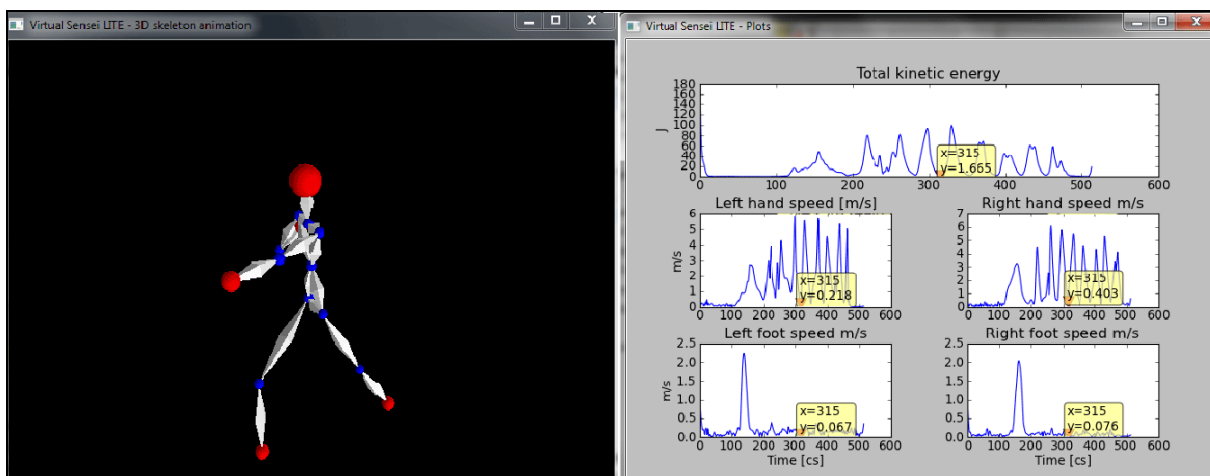 Virtual Sensei LITE - 3D skeleton animation
X
Virtual Sensei LITE - Plots
X
Total kinetic energy
180
160
140
120
100
80
60
40
20
0
J
x=315
y=1.655
0 100 200 300 400 500 600
Left hand speed [m/s]
6
5
4
3
2
1
0
m/s
x=315
y=0.218
0 100 200 300 400 500 600
Right hand speed m/s
7
6
5
4
3
2
1
0
x=315
y=0.403
0 100 200 300 400 500 600
Left foot speed m/s
2.5
2.0
1.5
1.0
0.5
0.0
m/s
x=315
y=0.067
0 100 200 300 400 500 600
Time [cs]
Right foot speed m/s
2.5
2.0
1.5
1.0
0.5
0.0
x=315
y=0.076
0 100 200 300 400 500 600
Time [cs]